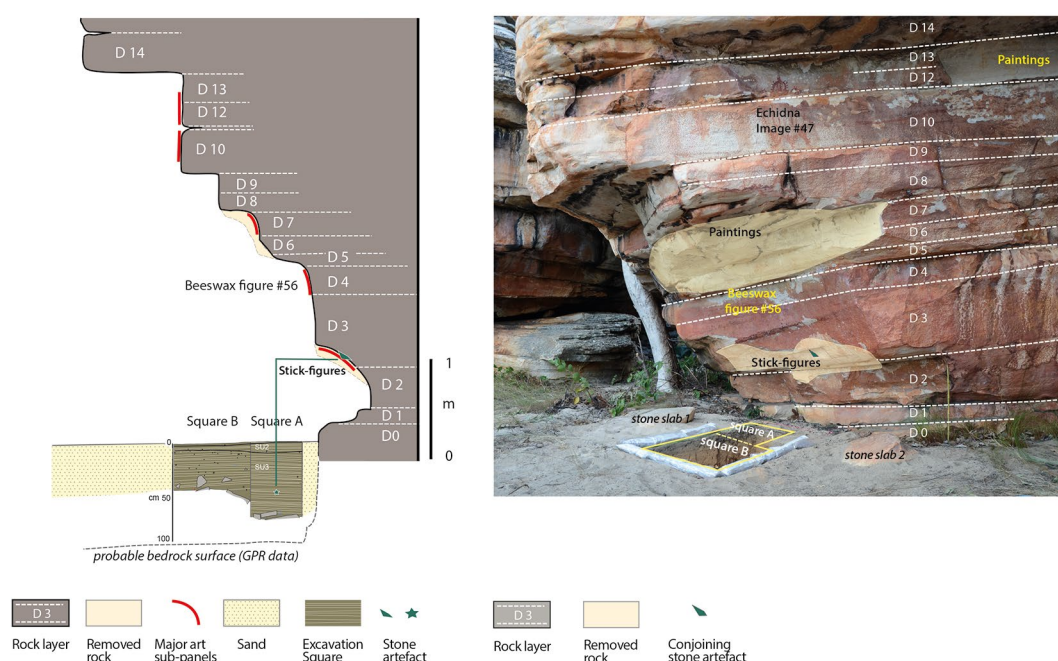 D 14
D 13
D 12
D 10
D 9
D 8
D 7
D 6
D 5
Beeswax figure #56
D 4
D 3
Stick-figures
D 2
D 1
D0
1
m
0
Square B
Square A
0
SU2
SU3
cm 50
100
probable bedrock surface (GPR data)
D 3
Rock layer
Removed
rock
Major art
sub-panels
Sand
Excavation
Square
Stone
artefact
D 14
D 13
D 12
Paintings
Echidna
Image #47
D 10
D 9
D 8
D 7
Paintings
D 6
D 5
D 4
Beeswax
figure #56
D 3
Stick-figures
D 2
D 1
D 0
stone slab 1
square A
square B
stone slab 2
D 3
Rock layer
Removed
rock
Conjoining
stone artefact